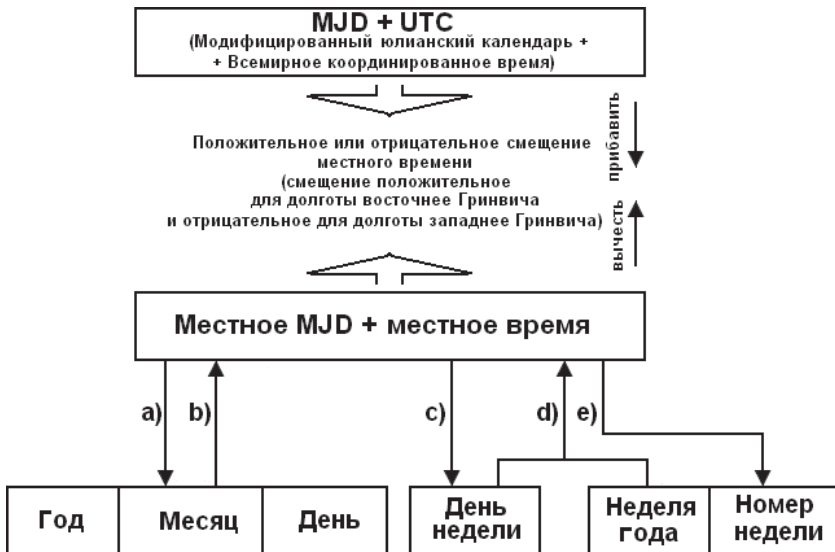 MJD + UTC
(Модифицированный юлианский календарь +
+ Всемирное координированное время)
Положительное или отрицательное смещение
местного времени
(смещение положительное
для долготы восточнее Гринвича
и отрицательное для долготы западнее Гринвича)
прибавить
вычесть
Местное MJD + местное время
a)
b)
c)
d)
e)
Год
Месяц
День
День
недели
Неделя
года
Номер
недели